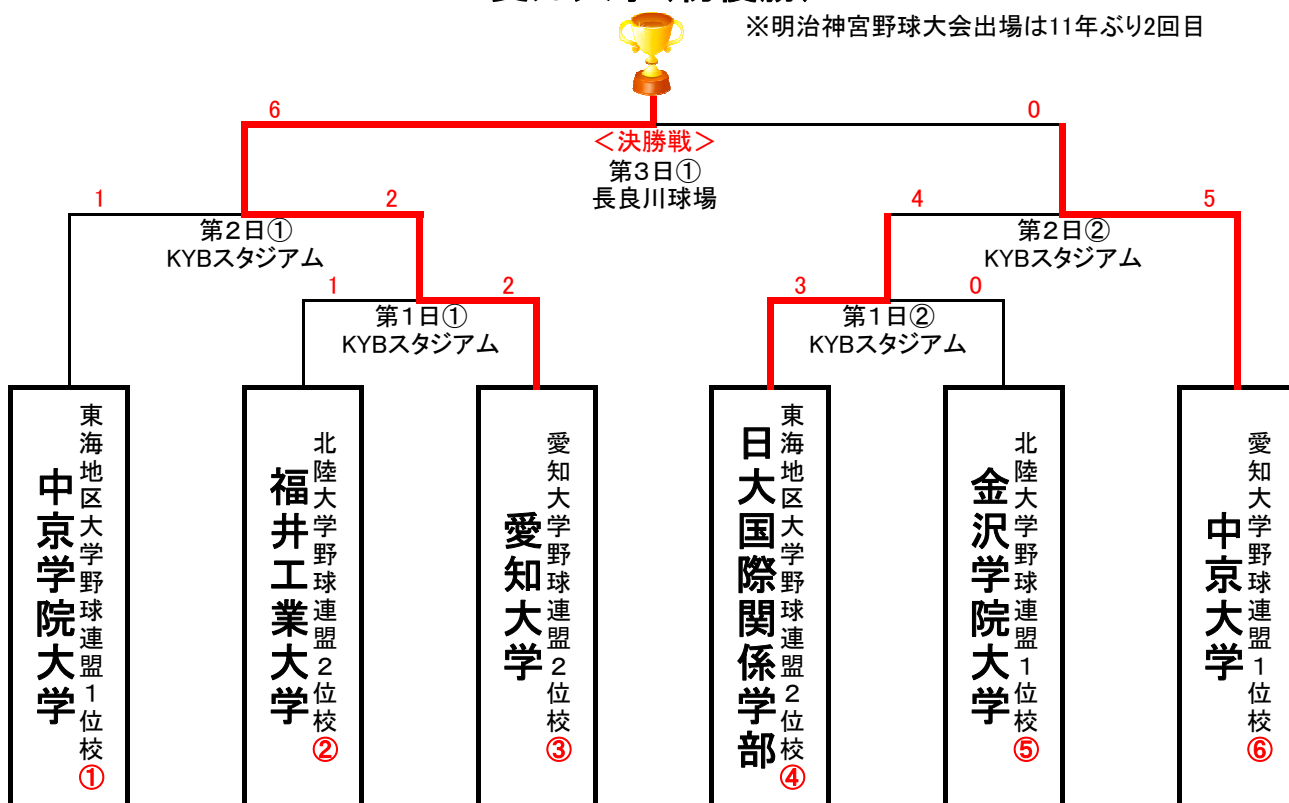 ※明治神宮野球大会出場は11年ぶり2回目
6
0
＜決勝戦＞
第３日①
長良川球場
1
2
4
5
第２日①
KYBスタジアム
第２日②
KYBスタジアム
1
2
3
0
第１日①
KYBスタジアム
第１日②
KYBスタジアム
東海地区大学野球連盟１位校①
中京学院大学
北陸大学野球連盟２位校②
福井工業大学
愛知大学野球連盟２位校③
愛知大学
東海地区大学野球連盟２位校④
日大国際関係学部
北陸大学野球連盟１位校⑤
金沢学院大学
愛知大学野球連盟１位校⑥
中京大学